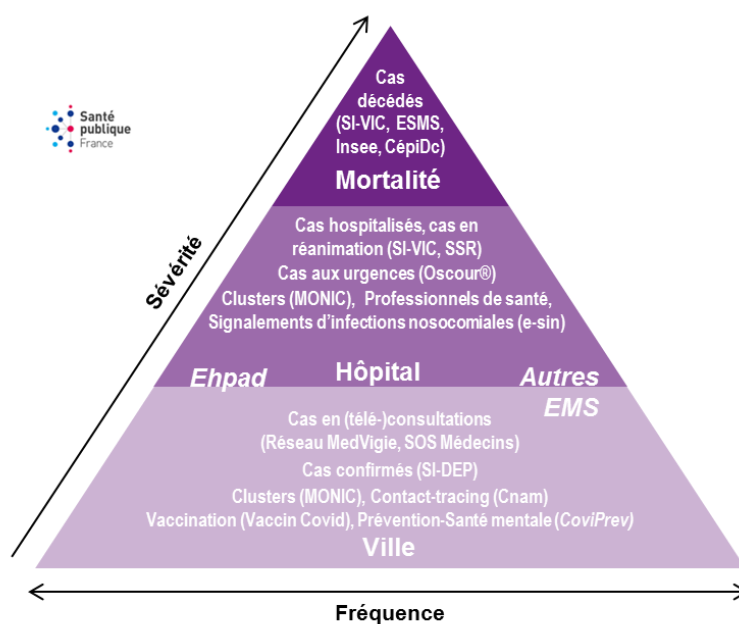 Santé
publique
France
Sévérité
Cas
décédés
(SI-VIC, ESMS,
Insee, CépiDc)
Mortalité
Cas hospitalisés, cas en
réanimation (SI-VIC, SSR)
Cas aux urgences (Oscour®)
Clusters (MONIC), Professionnels de santé,
Signalements d'infections nosocomiales (e-sin)
Ehpad
Hôpital
Autres
EMS
Cas en (télé-)consultations
(Réseau MedVigie, SOS Médecins)
Cas confirmés (SI-DEP)
Clusters (MONIC), Contact-tracing (Cnam)
Vaccination (Vaccin Covid), Prévention-Santé mentale (CoviPrev)
Ville
Fréquence